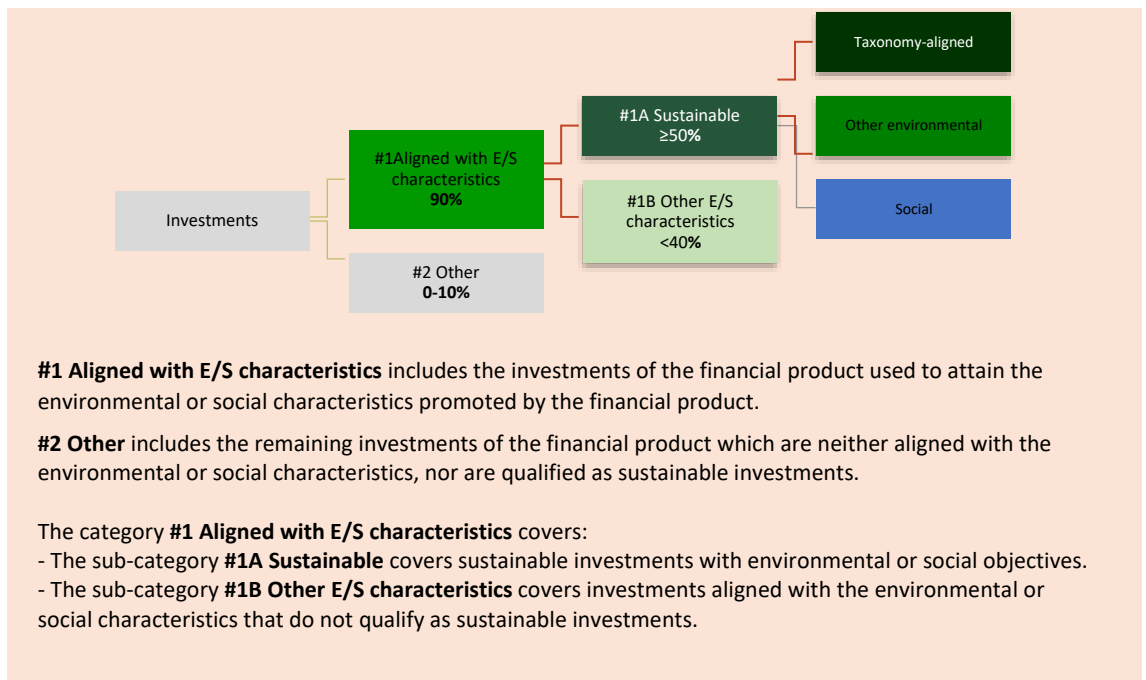 Taxonomy-aligned
#1A Sustainable
≥50%
Other environmental
#1Aligned with E/S
characteristics
90%
Investments
#1B Other E/S
characteristics
<40%
Social
#2 Other
0-10%
#1 Aligned with E/S characteristics includes the investments of the financial product used to attain the
environmental or social characteristics promoted by the financial product.
#2 Other includes the remaining investments of the financial product which are neither aligned with the
environmental or social characteristics, nor are qualified as sustainable investments.
The category #1 Aligned with E/S characteristics covers:
- The sub-category #1A Sustainable covers sustainable investments with environmental or social objectives.
- The sub-category #1B Other E/S characteristics covers investments aligned with the environmental or
social characteristics that do not qualify as sustainable investments.